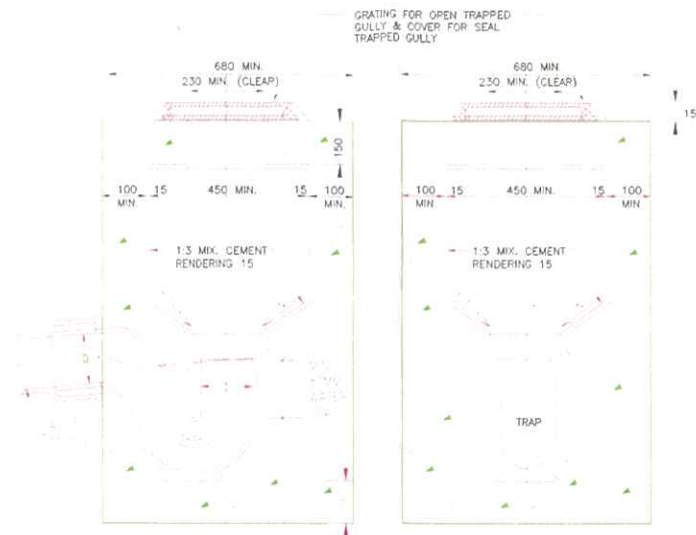 GRATING FOR OPEN TRAPPED
GULLY & COVER FOR SEAL
TRAPPED GULLY
680 MIN.
230 MIN. (CLEAR)
150
100 MIN
15
450 MIN.
15
100 MIN.
1:3 MIX. CEMENT
RENDERING 15
D
680 MIN.
230 MIN. (CLEAR)
15
100 MIN
15
450 MIN.
15
100 MIN.
1:3 MIX. CEMENT
RENDERING 15
TRAP